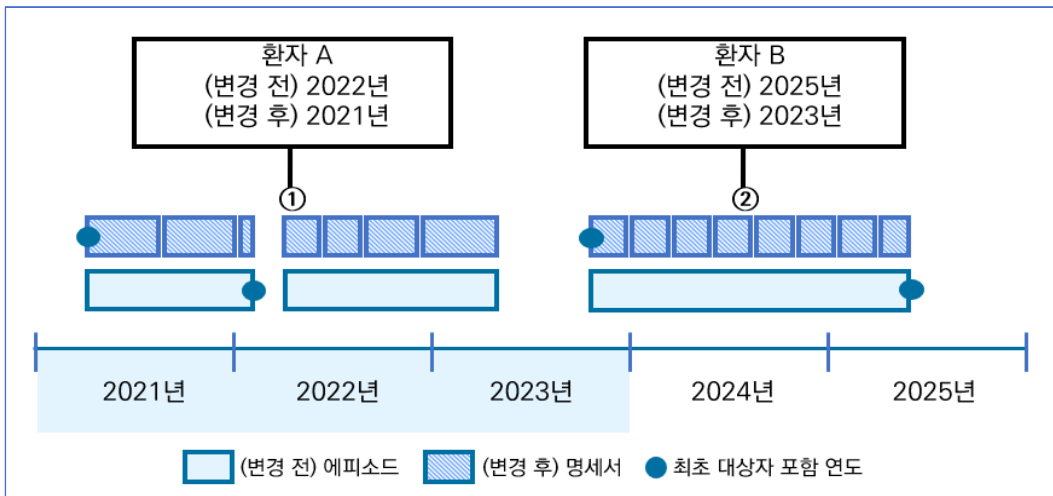 환자 A
(변경 전) 2022년
(변경 후) 2021년
환자 B
(변경 전) 2025년
(변경 후) 2023년
①
②
2021년
2022년
2023년
2024년
2025년
(변경 전) 에피소드
(변경 후) 명세서
최초 대상자 포함 연도